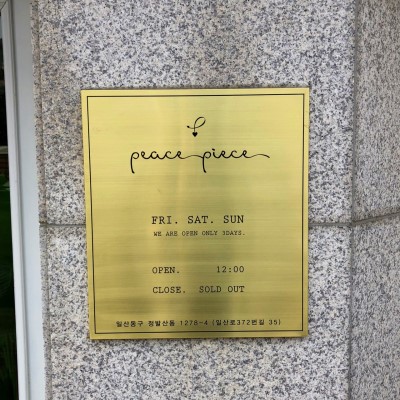 peace piece
FRI. SAT. SUN
WE ARE OPEN ONLY 3DAYS.
OPEN. 12:00
CLOSE. SOLD OUT
일산동구 정발산동 1278-4 (일산로372번길 35)